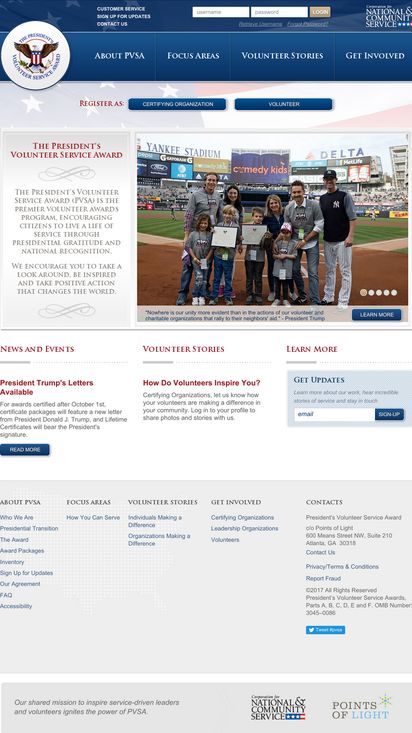 CUSTOMER SERVICE
SIGN UP FOR UPDATES
CONTACT US
username
password
LOGIN
Retrieve Username
Forgot Password?
Corporation for
NATIONAL &
COMMUNITY
SERVICE
THE PRESIDENT'S
VOLUNTEER SERVICE AWARD
ABOUT PVSA
FOCUS AREAS
VOLUNTEER STORIES
GET INVOLVED
REGISTER AS:
CERTIFYING ORGANIZATION
VOLUNTEER
THE PRESIDENT'S
VOLUNTEER SERVICE AWARD
THE PRESIDENT'S VOLUNTEER
SERVICE AWARD (PVSA) IS THE
PREMIER VOLUNTEER AWARDS
PROGRAM, ENCOURAGING
CITIZENS TO LIVE A LIFE OF
SERVICE THROUGH
PRESIDENTIAL GRATITUDE AND
NATIONAL RECOGNITION.
WE ENCOURAGE YOU TO TAKE A
LOOK AROUND, BE INSPIRED
AND TAKE POSITIVE ACTION
THAT CHANGES THE WORLD.
YANKEE STADIUM
GATORADE
FORD
comedy kids
DELTA
"Nowhere is our unity more evident than in the actions of our volunteer and
charitable organizations that rally to their neighbors' aid." - President Trump
LEARN MORE
NEWS AND EVENTS
President Trump's Letters
Available
For awards certified after October 1st,
certificate packages will feature a new letter
from President Donald J. Trump, and Lifetime
Certificates will bear the President's
signature.
READ MORE
VOLUNTEER STORIES
How Do Volunteers Inspire You?
Certifying Organizations, let us know how
your volunteers are making a difference in
your community. Log in to your profile to
share photos and stories with us.
LEARN MORE
GET UPDATES
Learn more about our work, hear incredible
stories of service and stay in touch
email
SIGN-UP
ABOUT PVSA
Who We Are
Presidential Transition
The Award
Award Packages
Inventory
Sign Up for Updates
Our Agreement
FAQ
Accessibility
FOCUS AREAS
How You Can Serve
VOLUNTEER STORIES
Individuals Making a
Difference
Organizations Making a
Difference
GET INVOLVED
Certifying Organizations
Leadership Organizations
Volunteers
CONTACTS
President's Volunteer Service Award
c/o Points of Light
600 Means Street NW, Suite 210
Atlanta, GA 30318
Contact Us
Privacy/Terms & Conditions
Report Fraud
©2017 All Rights Reserved
President's Volunteer Service Awards,
Parts A, B, C, D, E and F. OMB Number:
3045-0086
Tweet #pvsa
Our shared mission to inspire service-driven leaders
and volunteers ignites the power of PVSA.
Corporation for
NATIONAL &
COMMUNITY
SERVICE
POINTS
OF LIGHT